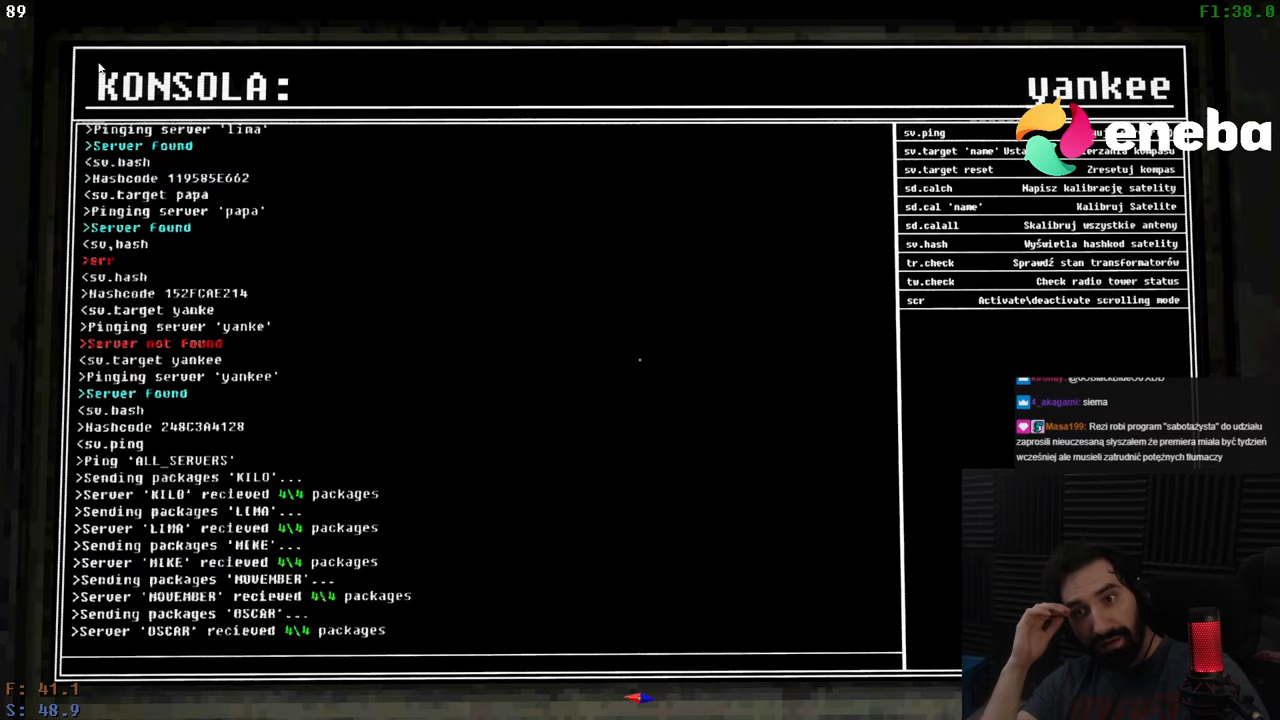 89
F1:38.0
KONSOLA:
yankee
eneba
>Pinging server 'lima'
>Server found
<sv.bash
>Hashcode 119585E662
<sv.target papa
>Pinging server 'papa'
>Server found
<sv,bash
>err
<sv.hash
>Hashcode 152FCAE214
<sv.target yanke
>Pinging server 'yanke'
>Server not found
<sv.target yankee
>Pinging server 'yankee'
>Server found
<sv.hash
>Hashcode 248C3A4128
<sv.ping
>Ping 'ALL_SERVERS'
>Sending packages 'KILO'...
>Server 'KILO' recieved 4\4 packages
>Sending packages 'LIMA'...
>Server 'LIMA' recieved 4\4 packages
>Sending packages 'MIKE'...
>Server 'MIKE' recieved 4\4 packages
>Sending packages 'NOVEMBER'...
>Server 'NOVEMBER' recieved 4\4 packages
>Sending packages 'OSCAR'...
>Server 'OSCAR' recieved 4\4 packages
sv.ping
sv.target 'name'
sv.target reset Zresetuj kompas
sd.calch Napisz kalibrację satelity
sd.cal 'name' Kalibruj Satelite
sd.calall Skalibruj wszystkie anteny
sv.hash Wyświetla hashkod satelity
tr.check Sprawdź stan transformatorów
tw.check Check radio tower status
scr Activate\deactivate scrolling mode
4_akagami: siema
Masa199: Rezi robi program "sabotażysta" do udziału
zaprosili nieuczesaną słyszałem że premiera miała być tydzień
wcześniej ale musieli zatrudnić potężnych tłumaczy
F: 41.1
S: 48.9